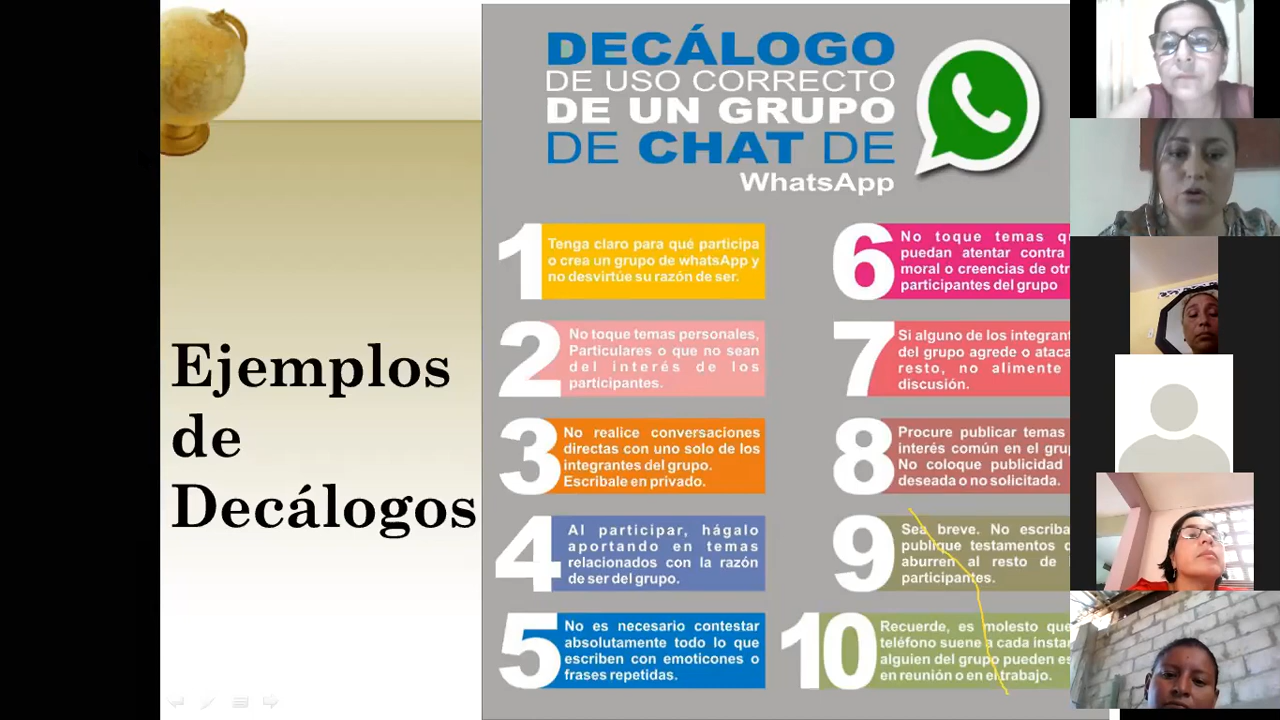 Ejemplos
de
Decálogos
DECÁLOGO
DE USO CORRECTO
DE UN GRUPO
DE CHAT DE
WhatsApp
1
Tenga claro para qué participa
o crea un grupo de whatsApp y
no desvirtúe su razón de ser.
2
No toque temas personales,
Particulares o que no sean
del interés de los
participantes.
3
No realice conversaciones
directas con uno solo de los
integrantes del grupo.
Escribale en privado.
4
Al participar, hágalo
aportando en temas
relacionados con la razón
de ser del grupo.
5
No es necesario contestar
absolutamente todo lo que
escriben con emoticones o
frases repetidas.
6
No toque temas
puedan atentar contra
moral o creencias de
participantes del grupo
7
Si alguno de los
del grupo agrede o ataca
resto, no alimente
discusión.
8
Procure publicar temas
interés común en el
No coloque publicidad
deseada o no solicitada.
9
Sea breve. No
publique testamentos
aburren al resto de
participantes.
10
Recuerde, es molesto que
teléfono suene a cada
alguien del grupo pueden
en reunión o en el trabajo.